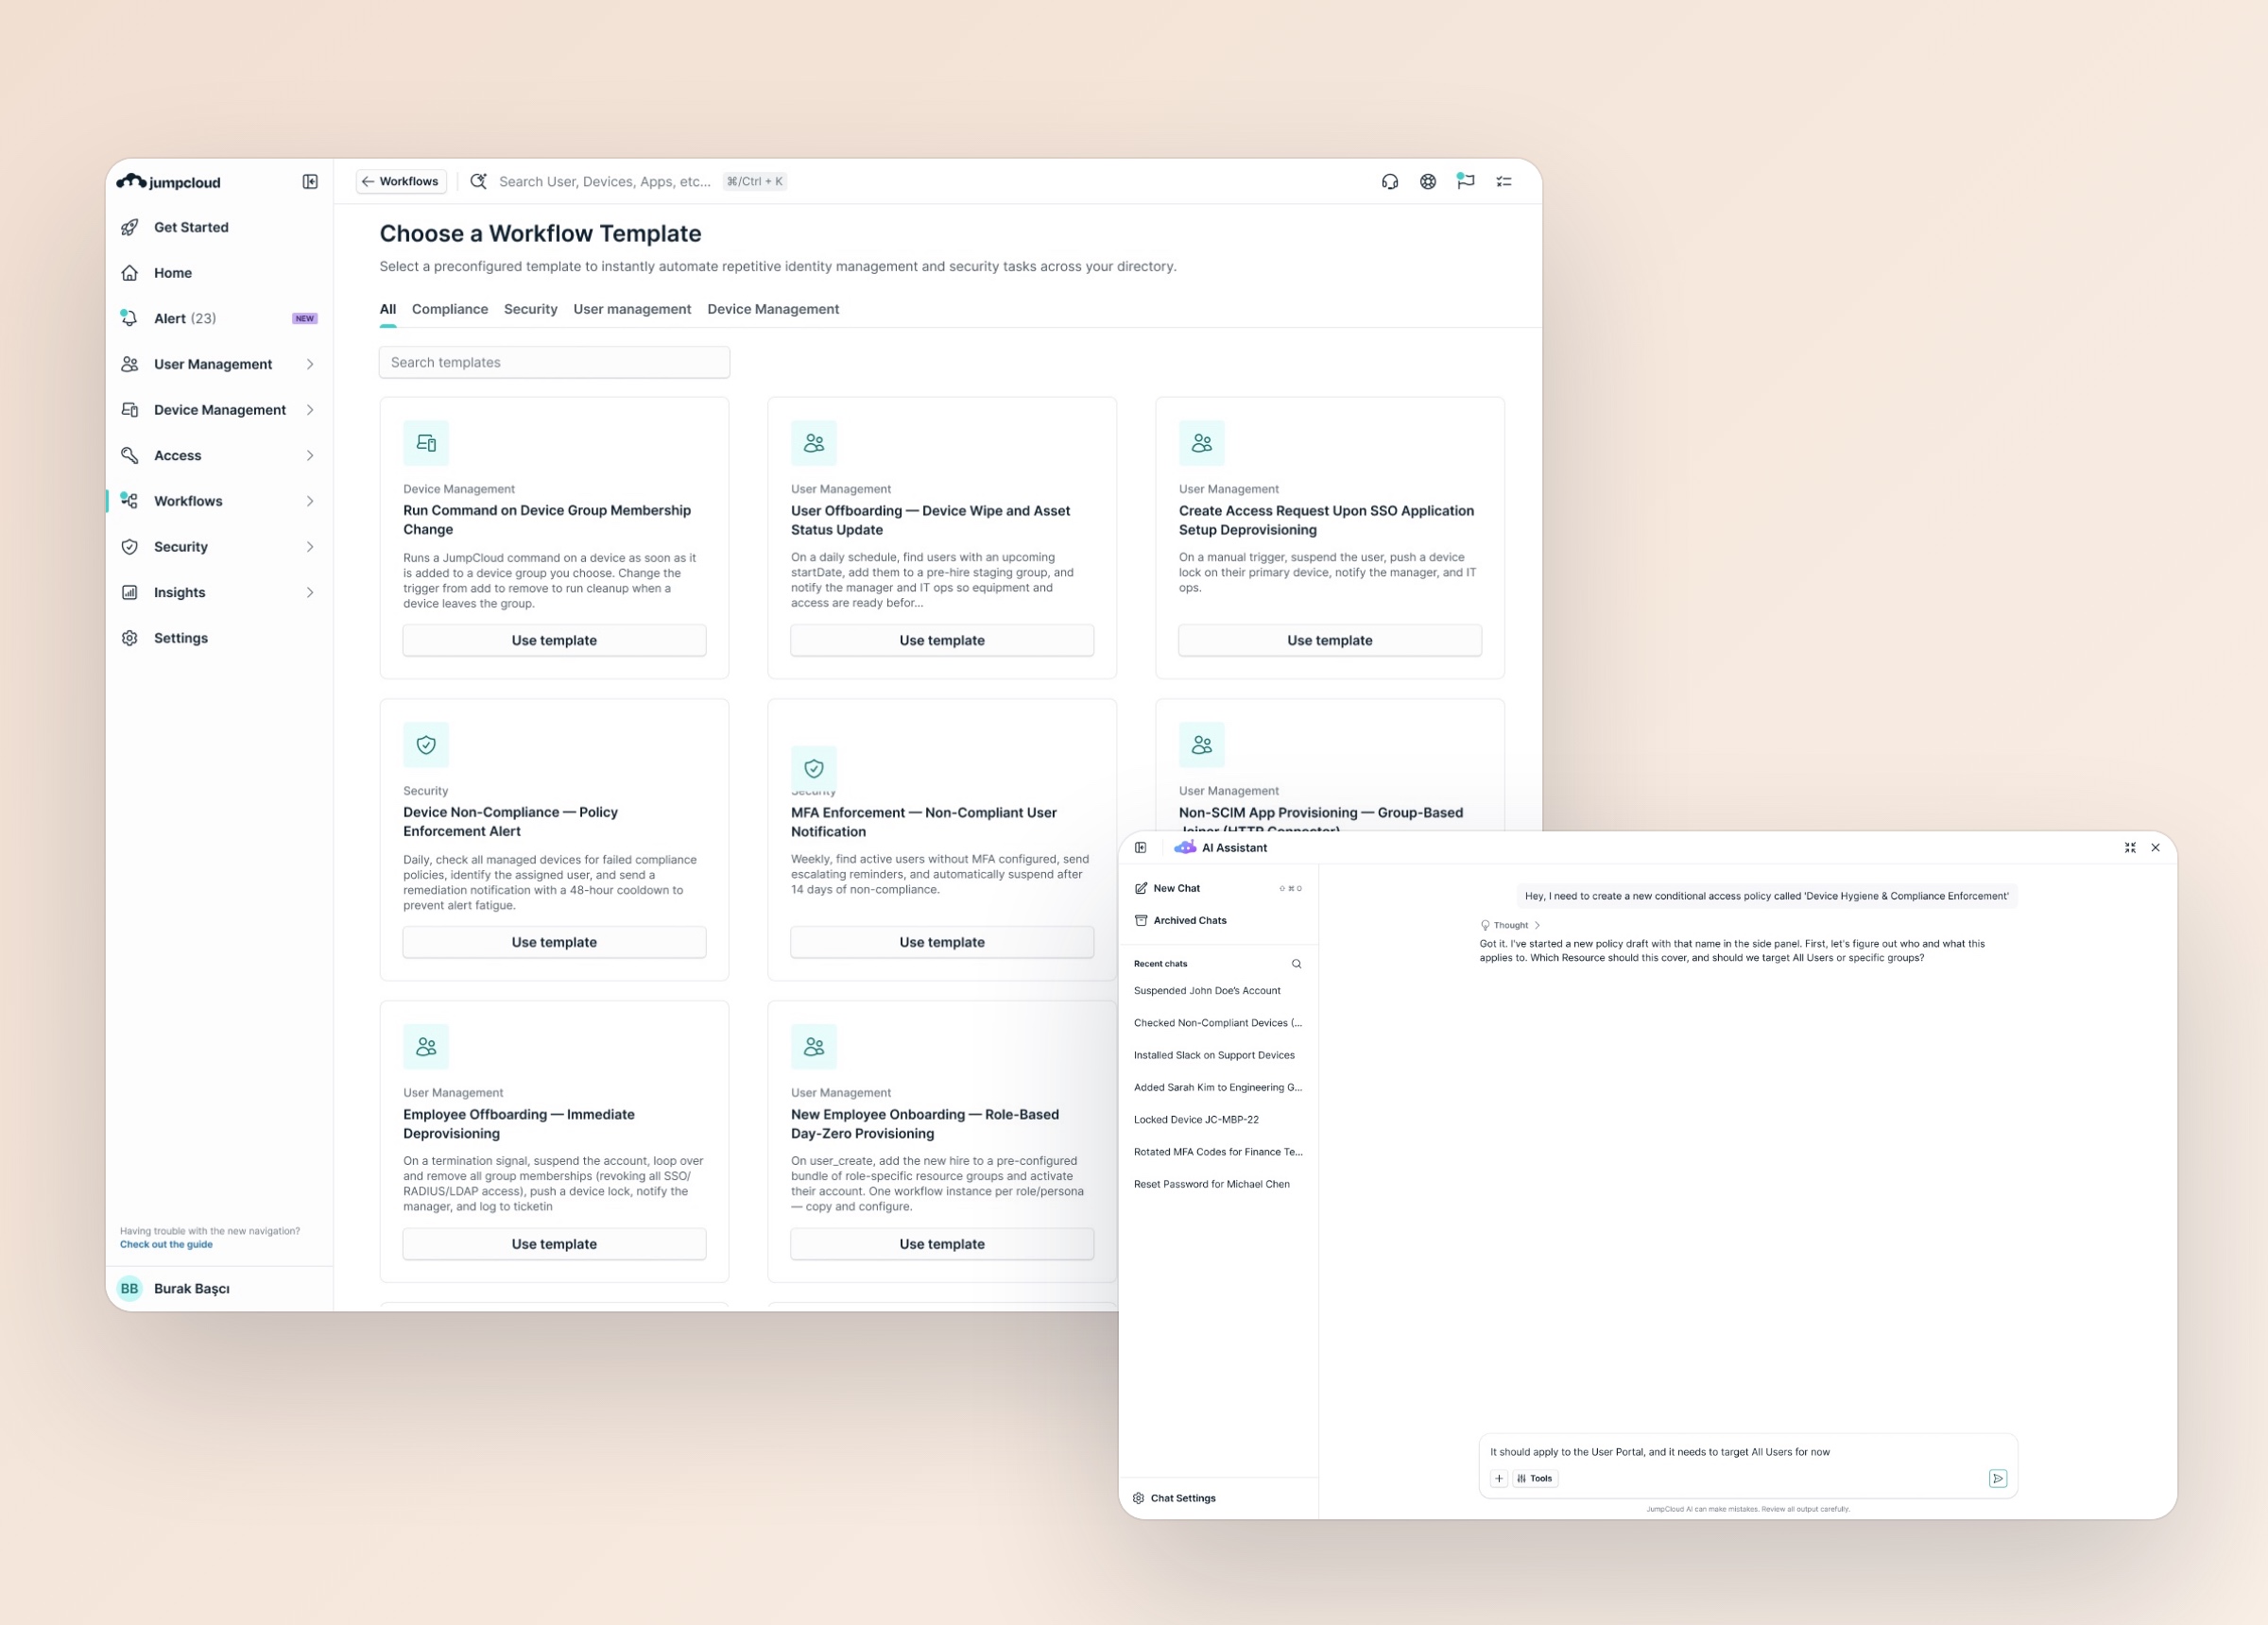 jumpcloud
Get Started
Home
Alert (23) NEW
User Management
Device Management
Access
Workflows
Security
Insights
Settings
Having trouble with the new navigation?
Check out the guide
BB Burak Başcı
Workflows
Search User, Devices, Apps, etc... ⌘/Ctrl + K
Choose a Workflow Template
Select a preconfigured template to instantly automate repetitive identity management and security tasks across your directory.
All Compliance Security User management Device Management
Search templates
Device Management
Run Command on Device Group Membership
Change
Runs a JumpCloud command on a device as soon as it
is added to a device group you choose. Change the
trigger from add to remove to run cleanup when a
device leaves the group.
Use template
User Management
User Offboarding — Device Wipe and Asset
Status Update
On a daily schedule, find users with an upcoming
startDate, add them to a pre-hire staging group, and
notify the manager and IT ops so equipment and
access are ready befor...
Use template
User Management
Create Access Request Upon SSO Application
Setup Deprovisioning
On a manual trigger, suspend the user, push a device
lock on their primary device, notify the manager, and IT
ops.
Use template
Security
Device Non-Compliance — Policy
Enforcement Alert
Daily, check all managed devices for failed compliance
policies, identify the assigned user, and send a
remediation notification with a 48-hour cooldown to
prevent alert fatigue.
Use template
Security
MFA Enforcement — Non-Compliant User
Notification
Weekly, find active users without MFA configured, send
escalating reminders, and automatically suspend after
14 days of non-compliance.
Use template
User Management
Non-SCIM App Provisioning — Group-Based
Joiner (HTTP Connector)
User Management
Employee Offboarding — Immediate
Deprovisioning
On a termination signal, suspend the account, loop over
and remove all group memberships (revoking all SSO/
RADIUS/LDAP access), push a device lock, notify the
manager, and log to ticketin
Use template
User Management
New Employee Onboarding — Role-Based
Day-Zero Provisioning
On user_create, add the new hire to a pre-configured
bundle of role-specific resource groups and activate
their account. One workflow instance per role/persona
— copy and configure.
Use template
AI Assistant
New Chat ⇧ ⌘ O
Archived Chats
Recent chats
Suspended John Doe's Account
Checked Non-Compliant Devices (...
Installed Slack on Support Devices
Added Sarah Kim to Engineering G...
Locked Device JC-MBP-22
Rotated MFA Codes for Finance Te...
Reset Password for Michael Chen
Chat Settings
Hey, I need to create a new conditional access policy called 'Device Hygiene & Compliance Enforcement'
Thought
Got it. I've started a new policy draft with that name in the side panel. First, let's figure out who and what this
applies to. Which Resource should this cover, and should we target All Users or specific groups?
It should apply to the User Portal, and it needs to target All Users for now
Tools
JumpCloud AI can make mistakes. Review all output carefully.